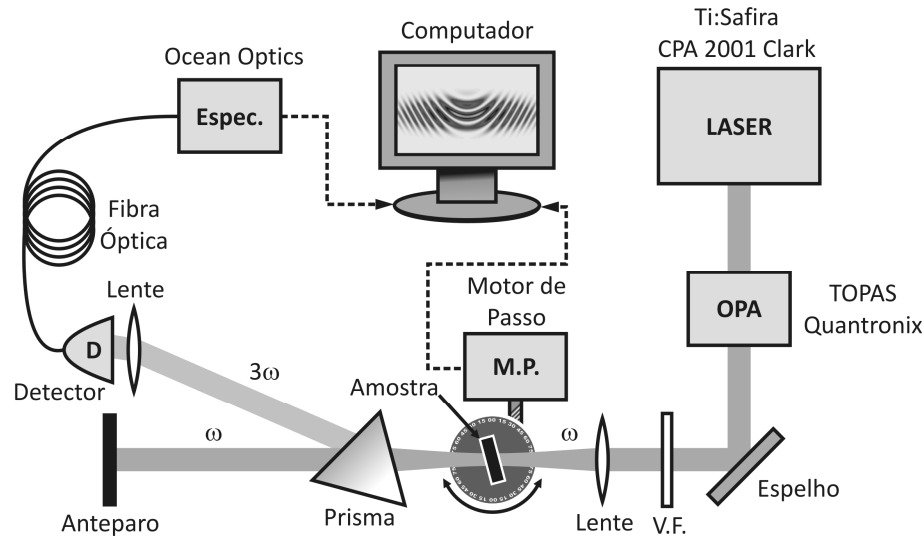 Ti:Safira
CPA 2001 Clark
LASER
Computador
Ocean Optics
Espec.
Fibra
Óptica
Lente
D
Detector
3ω
Motor de
Passo
M.P.
OPA
TOPAS
Quantronix
Amostra
ω
ω
Anteparo
Prisma
Lente
V.F.
Espelho